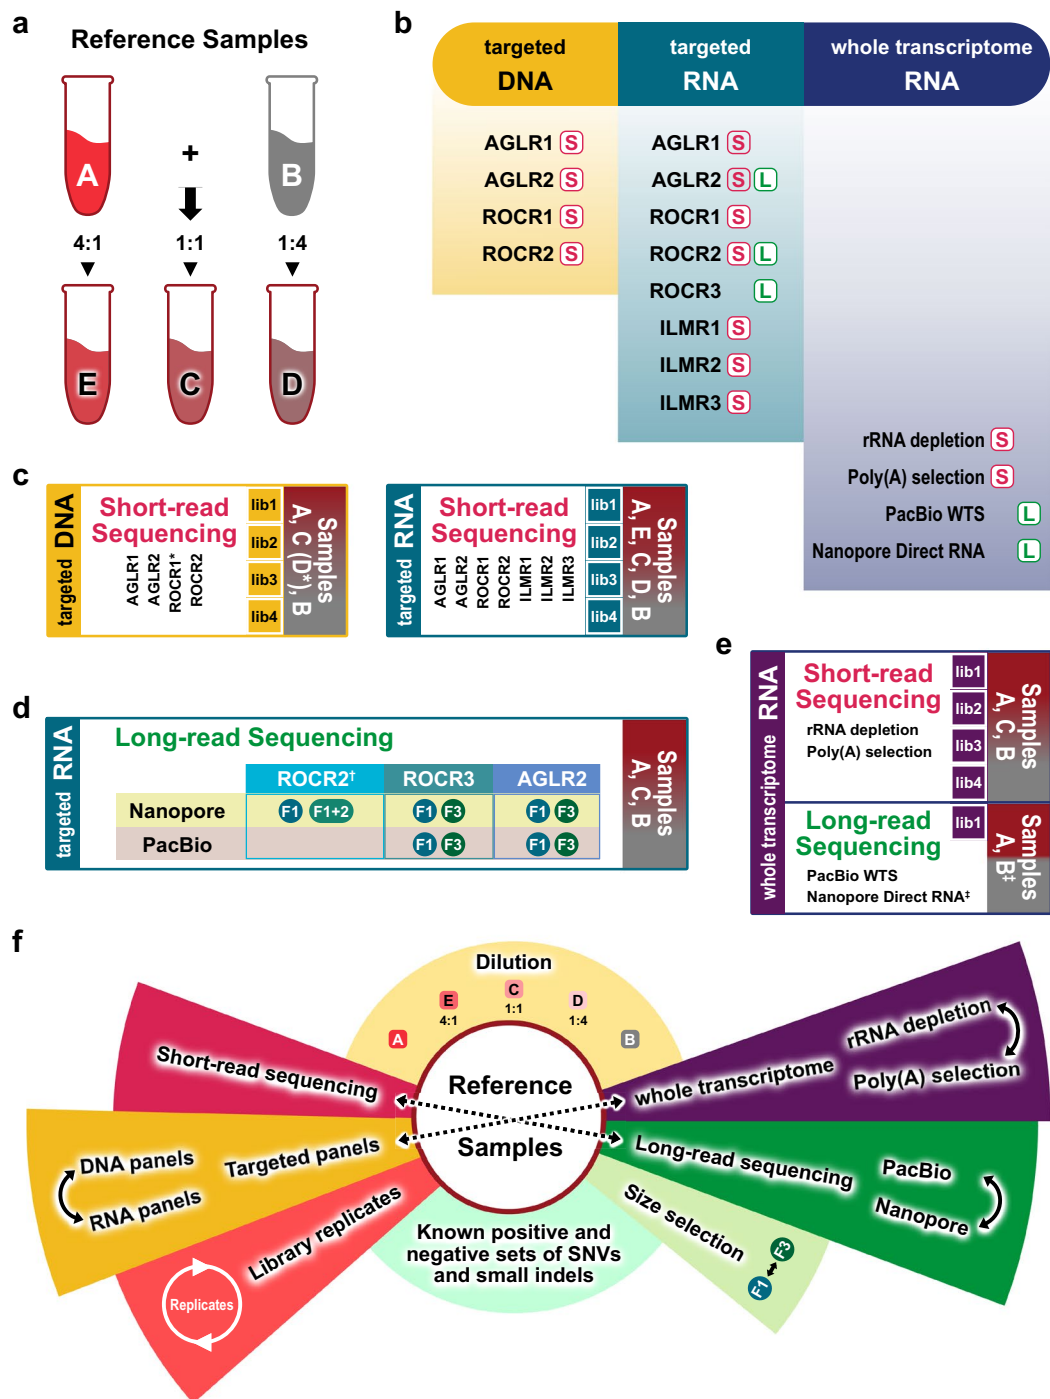 a
Reference Samples
A
+
B
4:1
1:1
1:4
E
C
D
b
targeted
DNA
targeted
RNA
whole transcriptome
RNA
AGLR1 S
AGLR2 S
ROCR1 S
ROCR2 S
AGLR1 S
AGLR2 S L
ROCR1 S
ROCR2 S L
ROCR3 L
ILMR1 S
ILMR2 S
ILMR3 S
rRNA depletion S
Poly(A) selection S
PacBio WTS L
Nanopore Direct RNA L
c
targeted DNA
Short-read
Sequencing
AGLR1
AGLR2
ROCR1*
ROCR2
lib1
lib2
lib3
lib4
Samples
A, C (D*), B
targeted RNA
Short-read
Sequencing
AGLR1
AGLR2
ROCR1
ROCR2
ILMR1
ILMR2
ILMR3
lib1
lib2
lib3
lib4
Samples
A, E, C, D, B
d
targeted RNA
Long-read Sequencing
ROCR2† ROCR3 AGLR2
Nanopore F1 F1+2 F1 F3 F1 F3
PacBio F1 F3 F1 F3
Samples
A, C, B
e
whole transcriptome RNA
Short-read
Sequencing
rRNA depletion
Poly(A) selection
lib1
lib2
lib3
lib4
Samples
A, C, B
Long-read
Sequencing
PacBio WTS
Nanopore Direct RNA‡
lib1
Samples
A, B‡
f
Dilution
A
E
4:1
C
1:1
D
1:4
B
Reference
Samples
Short-read sequencing
Targeted panels
DNA panels
RNA panels
Library replicates
Replicates
Known positive and
negative sets of SNVs
and small indels
Size selection
F1
F3
Long-read sequencing
PacBio
Nanopore
whole transcriptome
rRNA depletion
Poly(A) selection